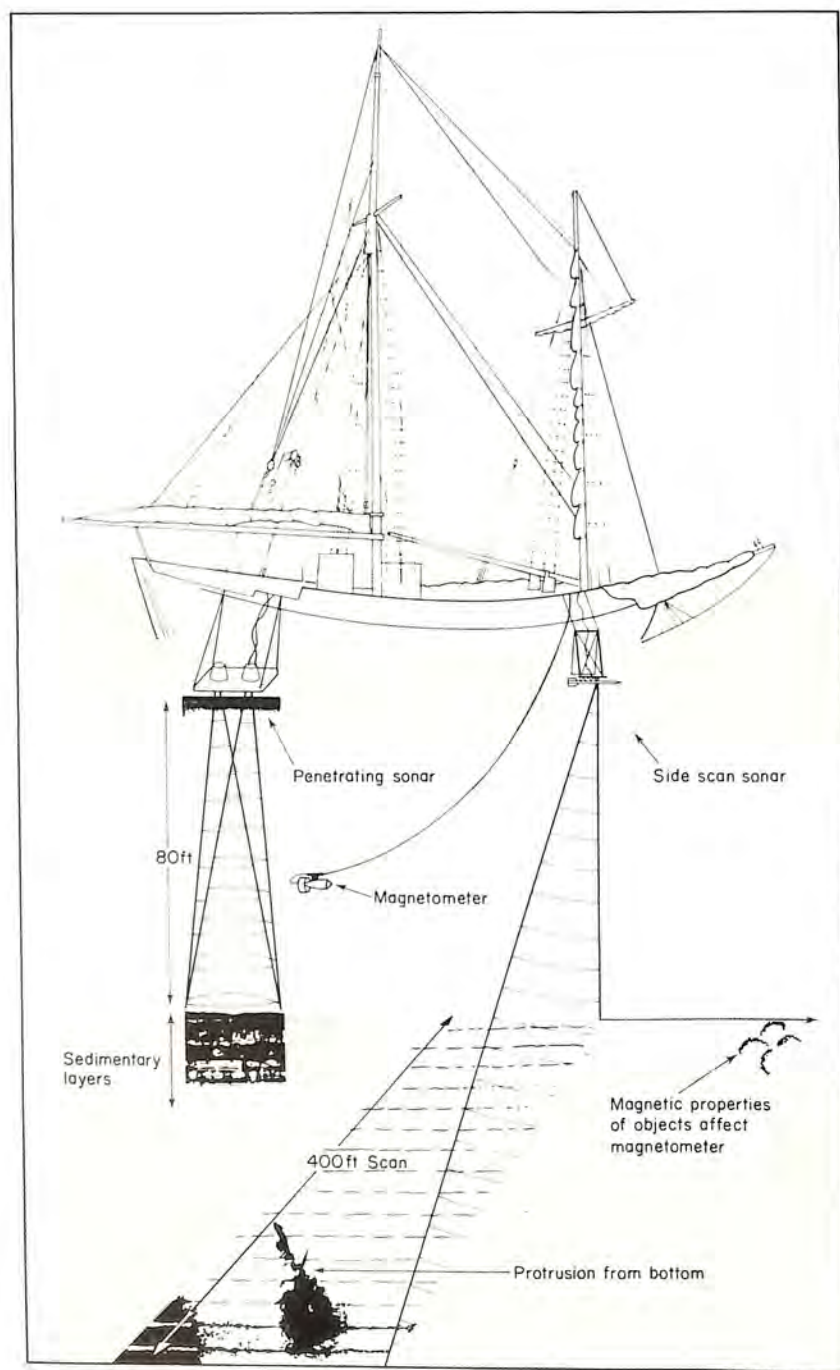 Penetrating sonar
Side scan sonar
80ft
Magnetometer
Sedimentary
layers
Magnetic properties
of objects affect
magnetometer
400ft Scan
Protrusion from bottom